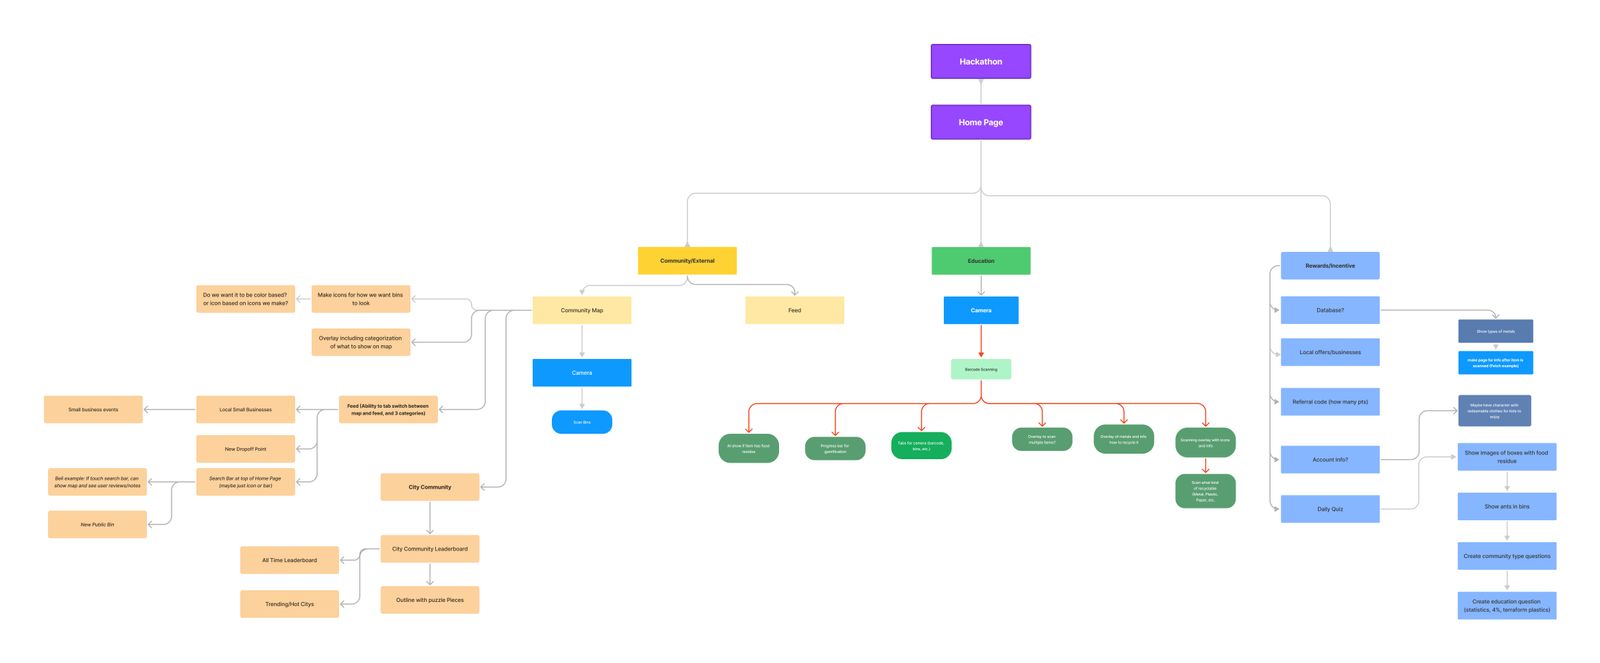 Hackathon
Home Page
Community/External
Education
Rewards/Incentive
Do we want it to be color based?
or icon based on icons we make?
Make icons for how we want bins
to look
Overlay including categorization
of what to show on map
Community Map
Feed
Camera
Scan Bins
Small business events
Local Small Businesses
Feed (Ability to tab switch between
map and feed, and 3 categories)
New Dropoff Point
Bell example: If touch search bar, can
show map and see user reviews/notes
Search Bar at top of Home Page
(maybe just icon or bar)
New Public Bin
City Community
City Community Leaderboard
All Time Leaderboard
Trending/Hot Citys
Outline with puzzle Pieces
Camera
Barcode Scanning
AI show if item has food
residue
Progress bar for
gamification
Tabs for camera (barcode,
bins, etc.)
Overlay to scan
multiple items?
Overlay of metals and info
how to recycle it
Scanning overlay with icons
and info
Scan what kind
of recyclable
(Metal, Plastic,
Paper, etc.
Database?
Local offers/businesses
Referral code (how many pts)
Account Info?
Daily Quiz
Show types of metals
make page for info after item is
scanned (Fetch example)
Maybe have character with
redeemable clothes for kids to
enjoy
Show images of boxes with food
residue
Show ants in bins
Create community type questions
Create education question
(statistics, 4%, terraform plastics)